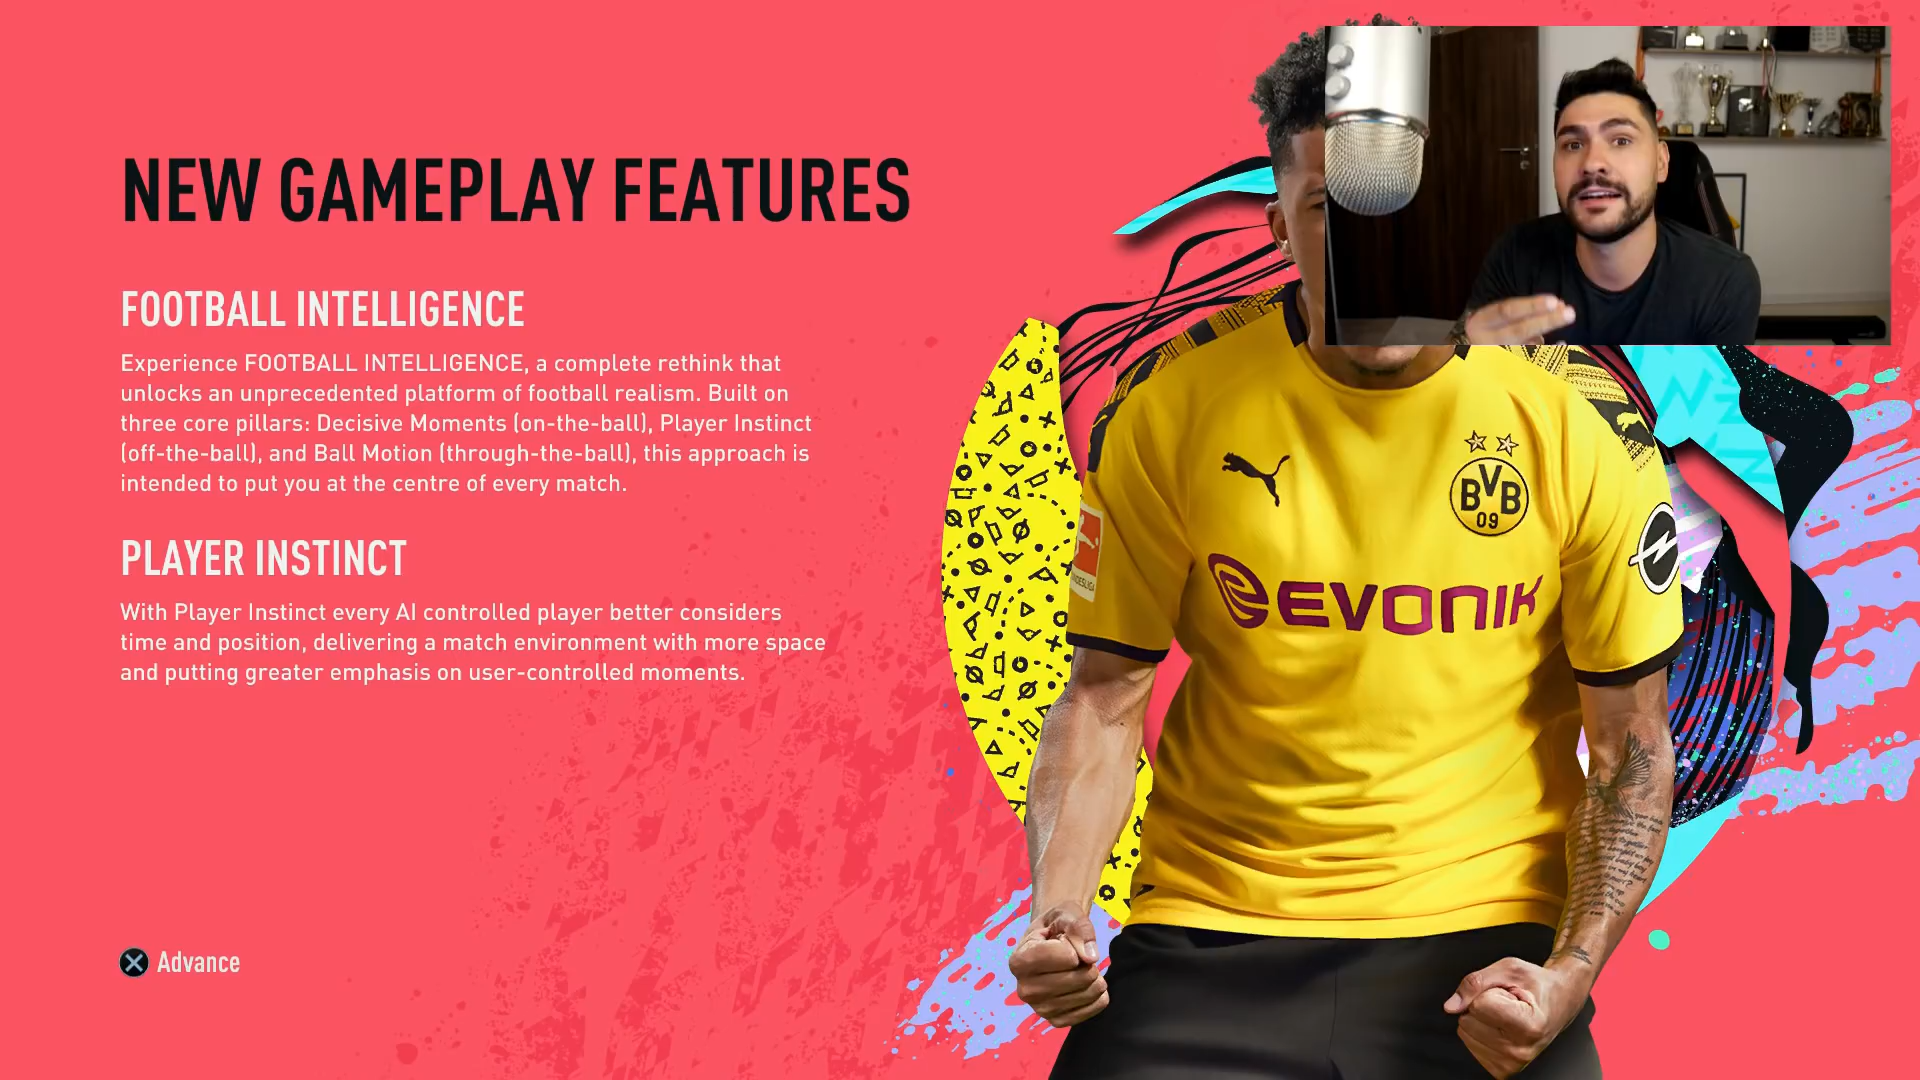 NEW GAMEPLAY FEATURES
FOOTBALL INTELLIGENCE
Experience FOOTBALL INTELLIGENCE, a complete rethink that
unlocks an unprecedented platform of football realism. Built on
three core pillars: Decisive Moments (on-the-ball), Player Instinct
(off-the-ball), and Ball Motion (through-the-ball), this approach is
intended to put you at the centre of every match.
PLAYER INSTINCT
With Player Instinct every AI controlled player better considers
time and position, delivering a match environment with more space
and putting greater emphasis on user-controlled moments.
Advance
BVB
09
EVONIK